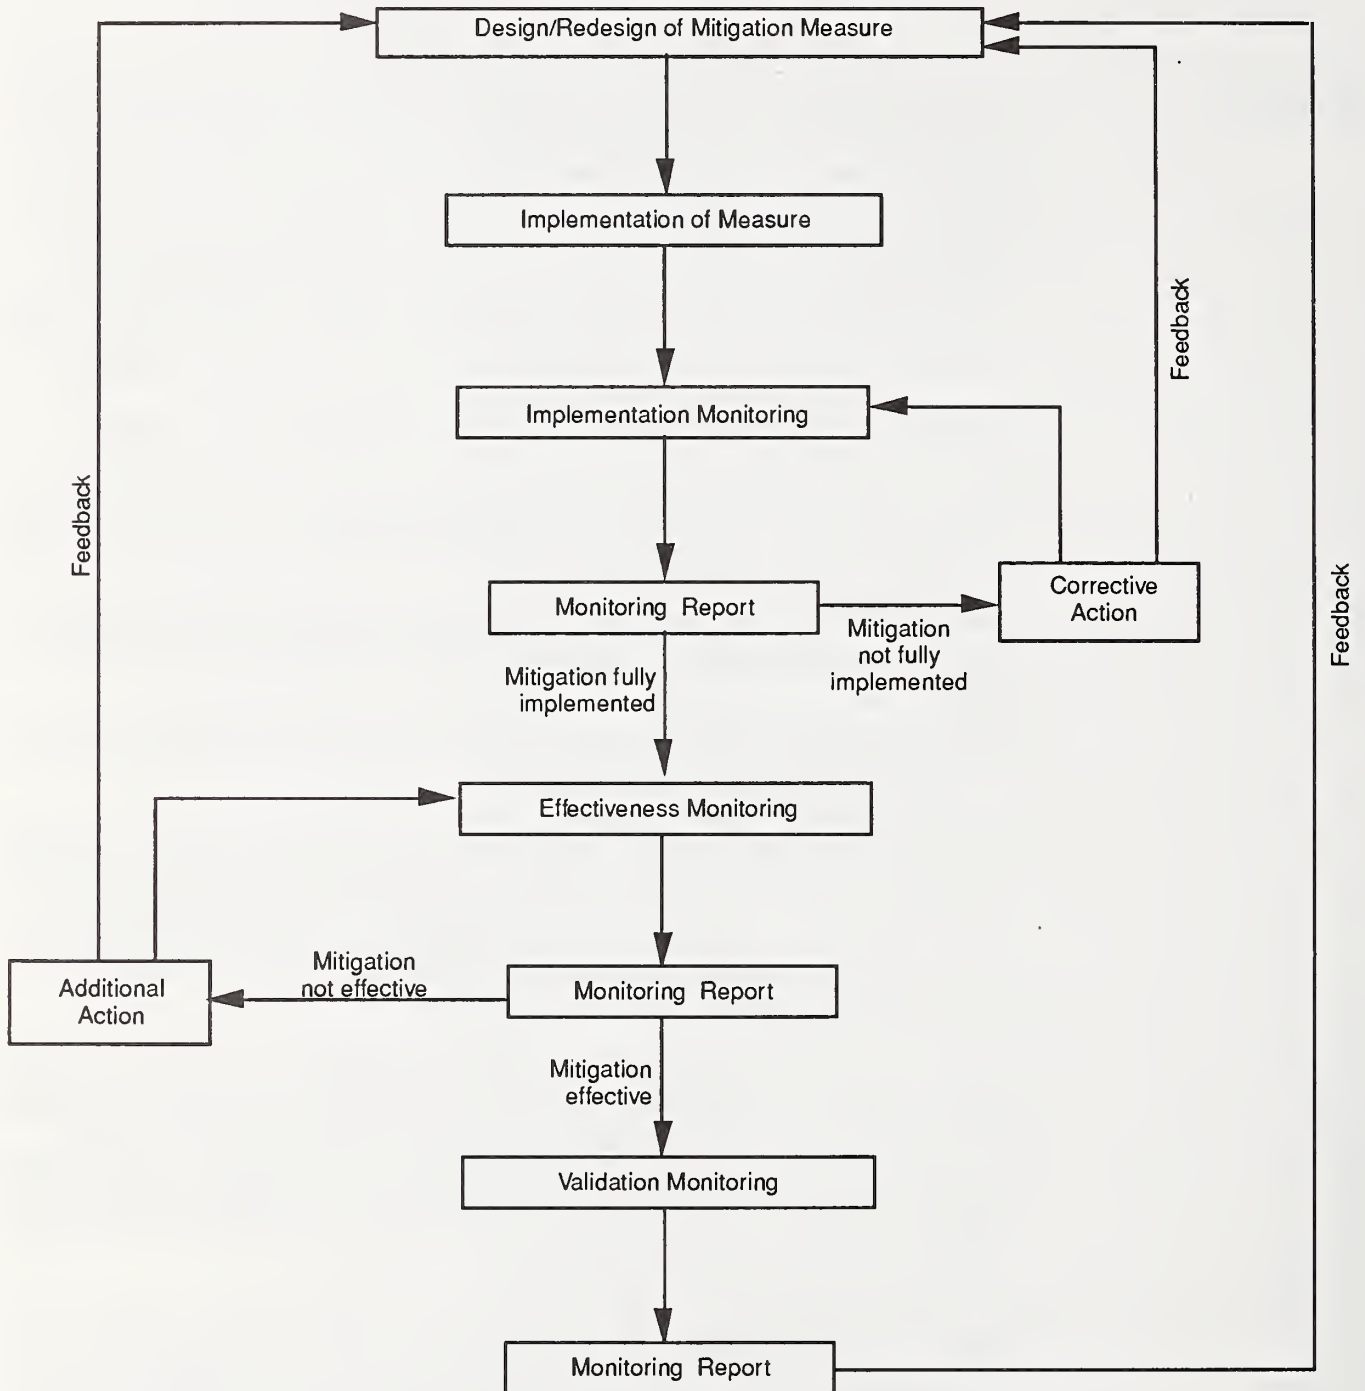 Design/Redesign of Mitigation Measure
Implementation of Measure
Feedback
Implementation Monitoring
Feedback
Monitoring Report
Corrective
Action
Mitigation
not fully
implemented
Feedback
Mitigation fully
implemented
Effectiveness Monitoring
Mitigation
not effective
Additional
Action
Monitoring Report
Mitigation
effective
Validation Monitoring
Monitoring Report